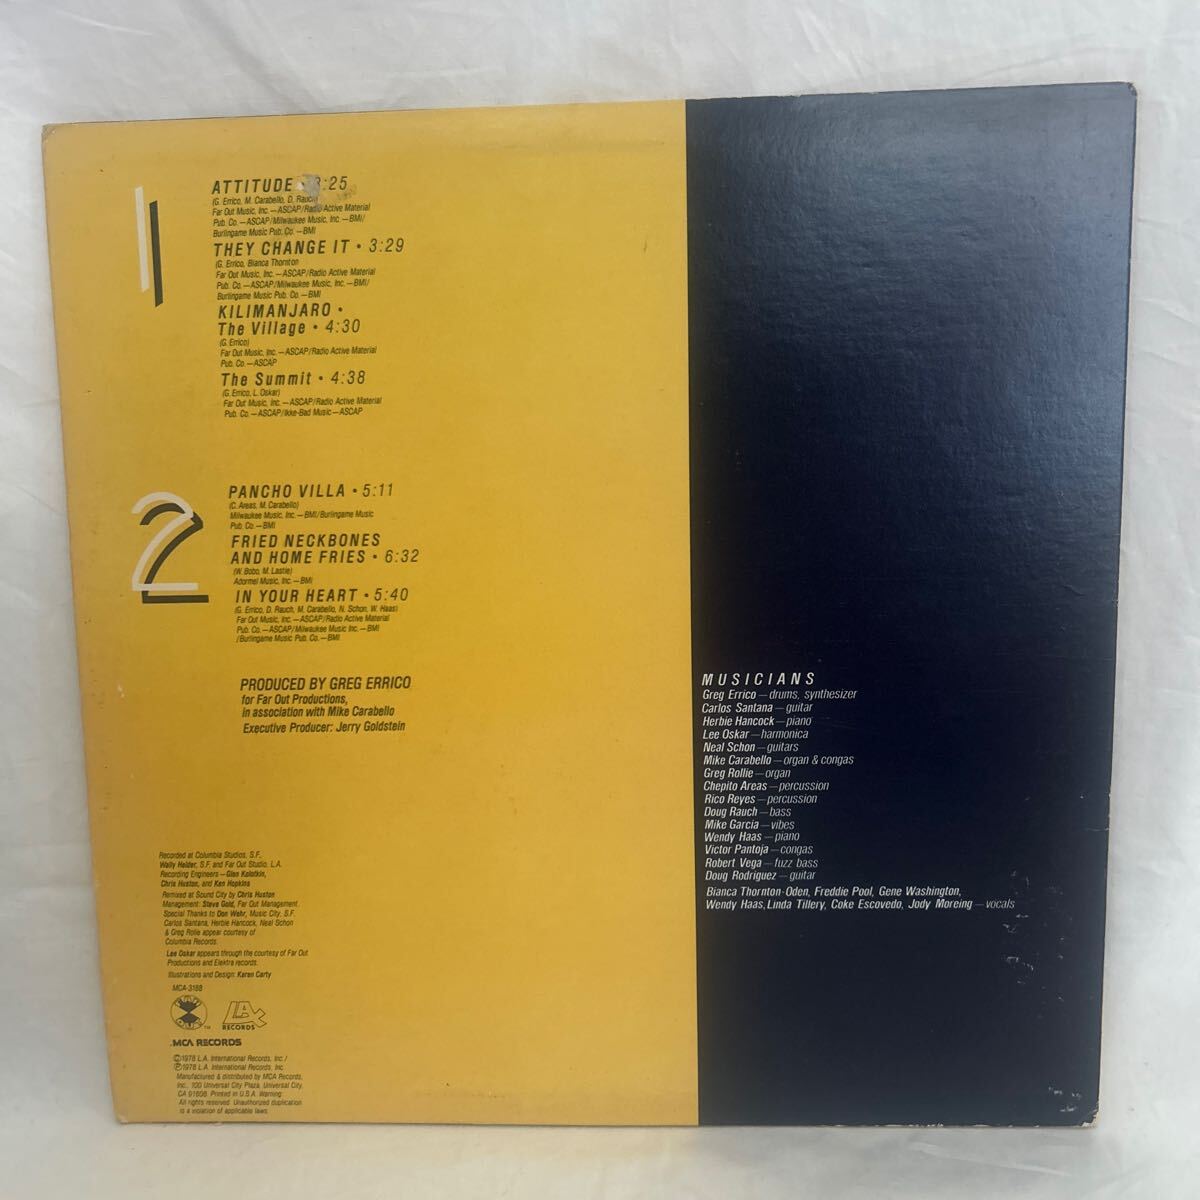 1
ATTITUDE • 3:25
(G. Errico, M. Carabello, D. Rauch)
Far Out Music, Inc.—ASCAP/Radio Active Material
Pub. Co.—ASCAP/Milwaukee Music, Inc.—BMI/
Burlingame Music Pub. Co.—BMI
THEY CHANGE IT • 3:29
(G. Errico, Bianca Thornton
Far Out Music, Inc.—ASCAP/Radio Active Material
Pub. Co.—ASCAP/Milwaukee Music, Inc.—BMI/
Burlingame Music Pub. Co.—BMI
KILIMANJARO •
The Village • 4:30
(G. Errico)
Far Out Music, Inc.—ASCAP/Radio Active Material
Pub. Co.—ASCAP
The Summit • 4:38
(G. Errico, L. Oskar)
Far Out Music, Inc.—ASCAP/Radio Active Material
Pub. Co.—ASCAP/Ikke-Bad Music—ASCAP
2
PANCHO VILLA • 5:11
(C. Areas, M. Carabello)
Milwaukee Music, Inc.—BMI/Burlingame Music
Pub. Co.—BMI
FRIED NECKBONES
AND HOME FRIES • 6:32
(W. Bobo, M. Lastie)
Adormel Music, Inc.—BMI
IN YOUR HEART • 5:40
(G. Errico, D. Rauch, M. Carabello, N. Schon, W. Haas)
Far Out Music, Inc.—ASCAP/Radio Active Material
Pub. Co.—ASCAP/Milwaukee Music Inc.—BMI
/Burlingame Music Pub. Co.—BMI
PRODUCED BY GREG ERRICO
for Far Out Productions,
in association with Mike Carabello
Executive Producer: Jerry Goldstein
Recorded at Columbia Studios, S.F.
Wally Heider, S.F. and Far Out Studio, L.A.
Recording Engineers—Glen Kolotkin,
Chris Huston, and Ken Hopkins
Remixed at Sound City by Chris Huston
Management: Steve Gold, Far Out Management
Special Thanks to Don Wehr, Music City, S.F.
Carlos Santana, Herbie Hancock, Neal Schon
& Greg Rolie appear courtesy of
Columbia Records.
Lee Oskar appears through the courtesy of Far Out
Productions and Elektra records.
Illustrations and Design: Karen Carty
MCA-3188
FAR OUT TM
LAX RECORDS
.MCA RECORDS
©1978 L.A. International Records, Inc./
℗1978 L.A. International Records, Inc.
Manufactured & distributed by MCA Records,
Inc., 100 Universal City Plaza, Universal City,
CA 91608. Printed in U.S.A. Warning:
All rights reserved. Unauthorized duplication
is a violation of applicable laws.
MUSICIANS
Greg Errico—drums, synthesizer
Carlos Santana—guitar
Herbie Hancock—piano
Lee Oskar—harmonica
Neal Schon—guitars
Mike Carabello—organ & congas
Greg Rollie—organ
Chepito Areas—percussion
Rico Reyes—percussion
Doug Rauch—bass
Mike Garcia—vibes
Wendy Haas—piano
Victor Pantoja—congas
Robert Vega—fuzz bass
Doug Rodriguez—guitar
Bianca Thornton-Oden, Freddie Pool, Gene Washington,
Wendy Haas, Linda Tillery, Coke Escovedo, Jody Moreing—vocals